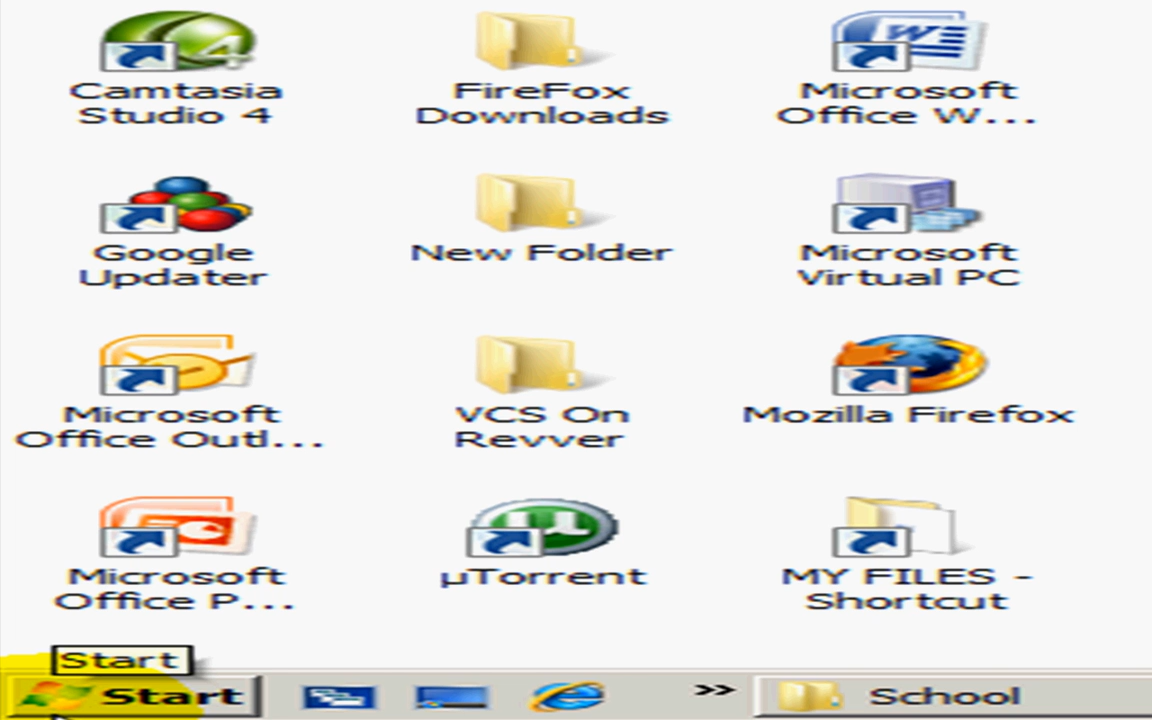 Camtasia
Studio 4
FireFox
Downloads
Microsoft
Office W...
Google
Updater
New Folder
Microsoft
Virtual PC
Microsoft
Office Outl...
VCS On
Revver
Mozilla Firefox
Microsoft
Office P...
µTorrent
MY FILES -
Shortcut
Start
Start
School